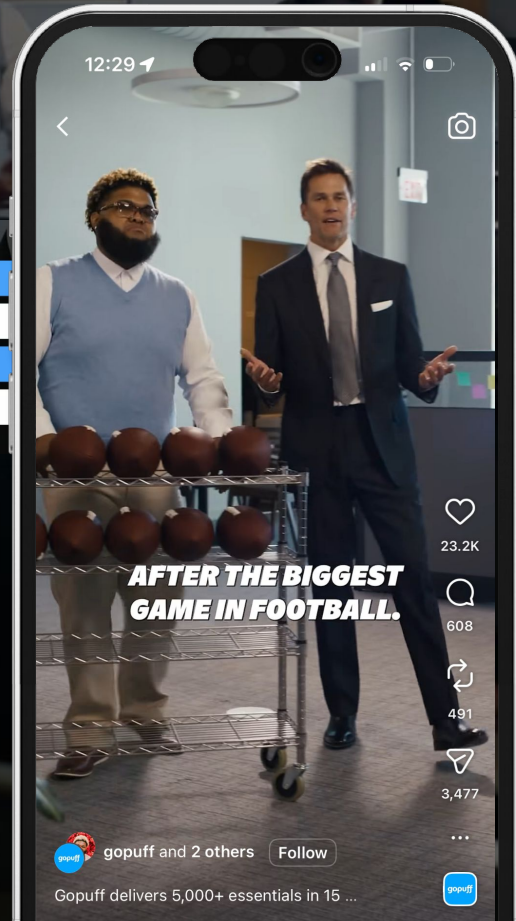 12:29
AFTER THE BIGGEST
GAME IN FOOTBALL.
23.2K
608
491
3,477
gopuff
gopuff and 2 others
Follow
Gopuff delivers 5,000+ essentials in 15 ...
gopuff